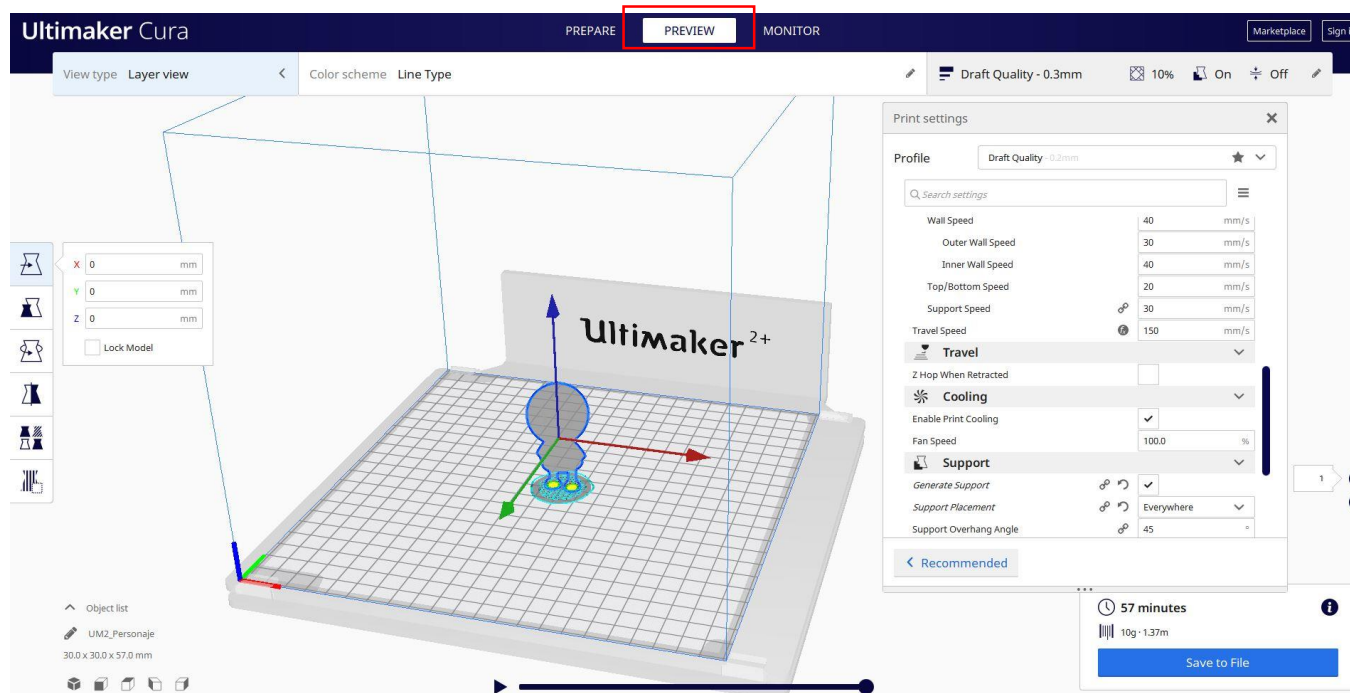 Ultimaker Cura
PREPARE
PREVIEW
MONITOR
Marketplace
Sign i
View type Layer view
Color scheme Line Type
Draft Quality - 0.3mm
10%
On
Off
Print settings
Profile
Draft Quality - 0.2mm
Search settings
Wall Speed 40 mm/s
Outer Wall Speed 30 mm/s
Inner Wall Speed 40 mm/s
Top/Bottom Speed 20 mm/s
Support Speed 30 mm/s
Travel Speed 150 mm/s
Travel
Z Hop When Retracted
Cooling
Enable Print Cooling
Fan Speed 100.0 %
Support
Generate Support
Support Placement Everywhere
Support Overhang Angle 45 °
Recommended
X 0 mm
Y 0 mm
Z 0 mm
Lock Model
Ultimaker 2+
1
Object list
UM2_Personaje
30.0 x 30.0 x 57.0 mm
57 minutes
10g · 1.37m
Save to File